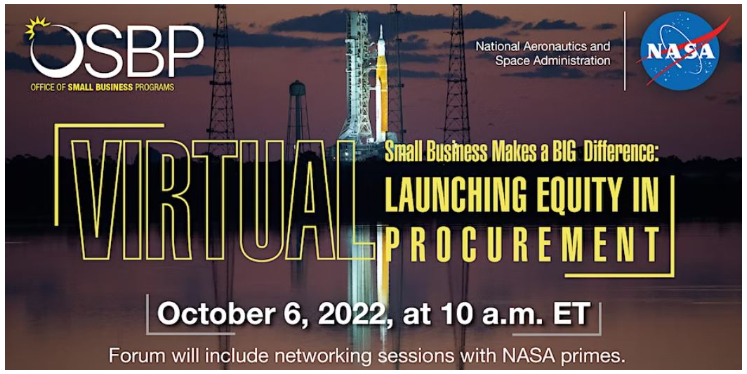 OSBP
OFFICE OF SMALL BUSINESS PROGRAMS
National Aeronautics and
Space Administration
NASA
VIRTUAL
Small Business Makes a BIG Difference:
LAUNCHING EQUITY IN
PROCUREMENT
October 6, 2022, at 10 a.m. ET
Forum will include networking sessions with NASA primes.